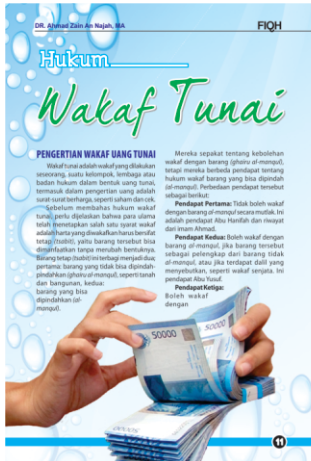 DR. Ahmad Zain An Najah, MA
FIQH
Hukum
Wakaf Tunai
PENGERTIAN WAKAF UANG TUNAI
Wakaf tunai adalah wakaf yang dilakukan
seseorang, suatu kelompok, lembaga atau
badan hukum dalam bentuk uang tunai,
termasuk dalam pengertian uang adalah
surat-surat berharga, seperti saham dan cek.
Sebelum membahas hukum wakaf
tunai, perlu dijelaskan bahwa para ulama
telah menetapkan salah satu syarat wakaf
adalah harta yang diwakafkan harus bersifat
tetap (tsabit), yaitu barang tersebut bisa
dimanfaatkan tanpa merubah bentuknya.
Barang tetap (tsabit) ini terbagi menjadi dua;
pertama: barang yang tidak bisa dipindah-
pindahkan (ghairu al-manqul), seperti tanah
dan bangunan, kedua:
barang yang bisa
dipindahkan (al-
manqul).
Mereka sepakat tentang kebolehan
wakaf dengan barang (ghairu al-manqul),
tetapi mereka berbeda pendapat tentang
hukum wakaf barang yang bisa dipindah
(al-manqul). Perbedaan pendapat tersebut
sebagai berikut:
Pendapat Pertama: Tidak boleh wakaf
dengan barang al-manqul secara mutlak. Ini
adalah pendapat Abu Hanifah dan riwayat
dari imam Ahmad.
Pendapat Kedua: Boleh wakaf dengan
barang al-manqul, jika barang tersebut
sebagai pelengkap dari barang tidak
al-manqul, atau jika terdapat dalil yang
menyebutkan, seperti wakaf senjata. Ini
pendapat Abu Yusuf.
Pendapat Ketiga:
Boleh wakaf
dengan
50000
50000
11